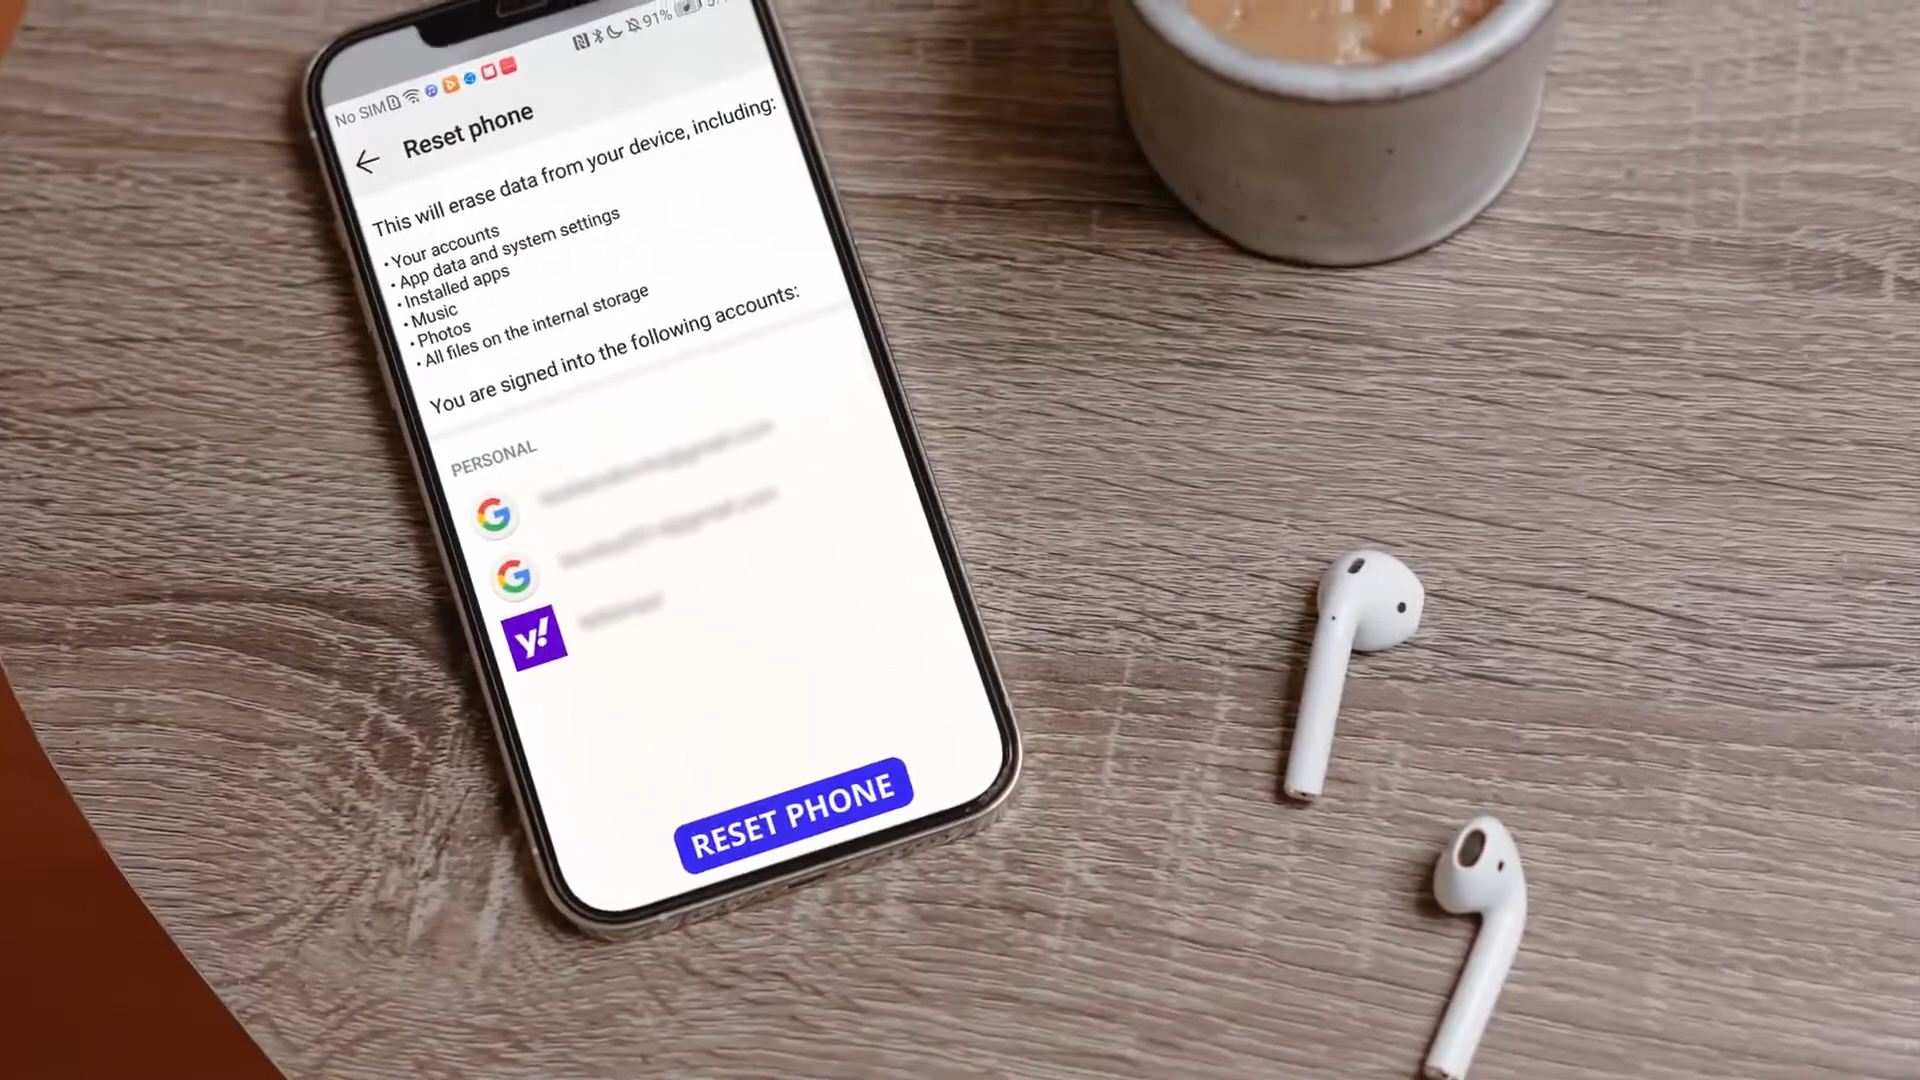 No SIM 91%
Reset phone
This will erase data from your device, including:
• Your accounts
• App data and system settings
• Installed apps
• Music
• Photos
• All files on the internal storage
You are signed into the following accounts:
PERSONAL
G
G
y!
RESET PHONE